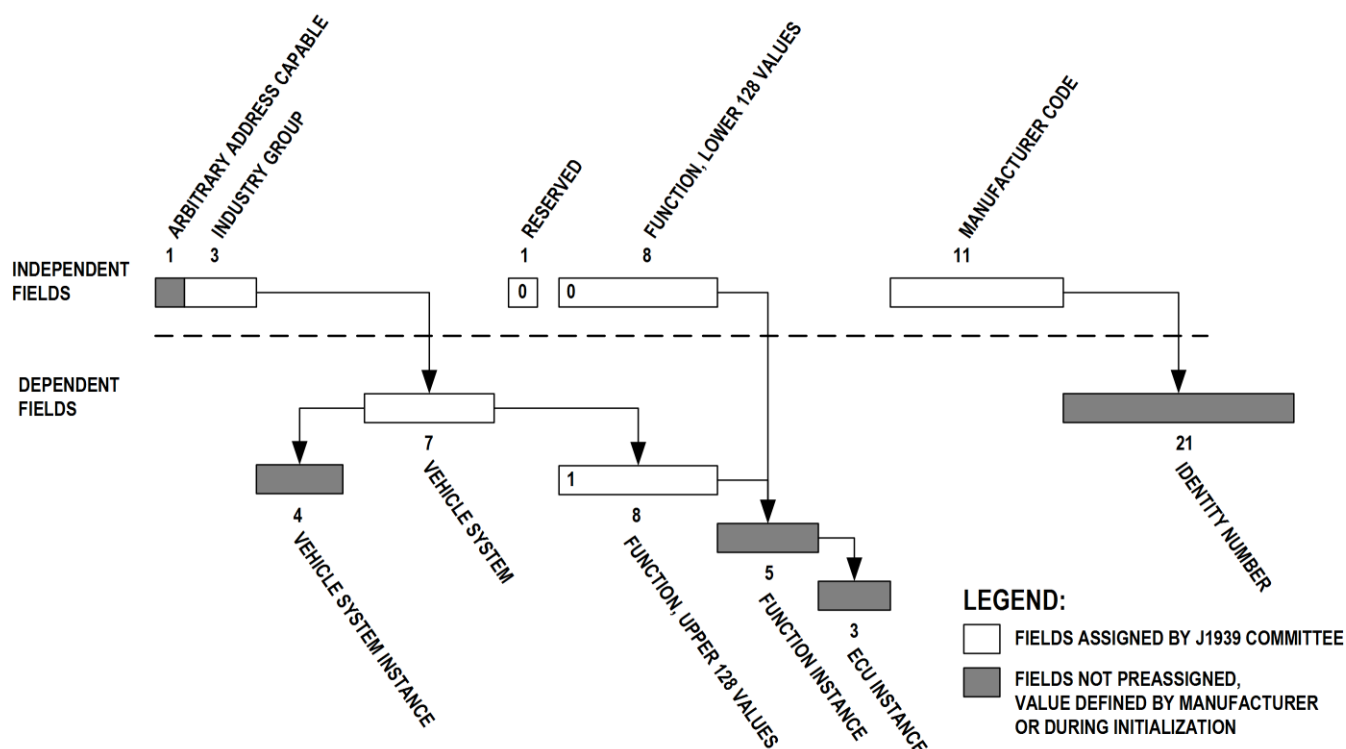 ARBITRARY ADDRESS CAPABLE
INDUSTRY GROUP
RESERVED
FUNCTION, LOWER 128 VALUES
MANUFACTURER CODE
1
3
1
8
11
INDEPENDENT
FIELDS
0
0
DEPENDENT
FIELDS
7
VEHICLE SYSTEM
21
IDENTITY NUMBER
1
4
VEHICLE SYSTEM INSTANCE
8
FUNCTION, UPPER 128 VALUES
5
FUNCTION INSTANCE
3
ECU INSTANCE
LEGEND:
FIELDS ASSIGNED BY J1939 COMMITTEE
FIELDS NOT PREASSIGNED,
VALUE DEFINED BY MANUFACTURER
OR DURING INITIALIZATION